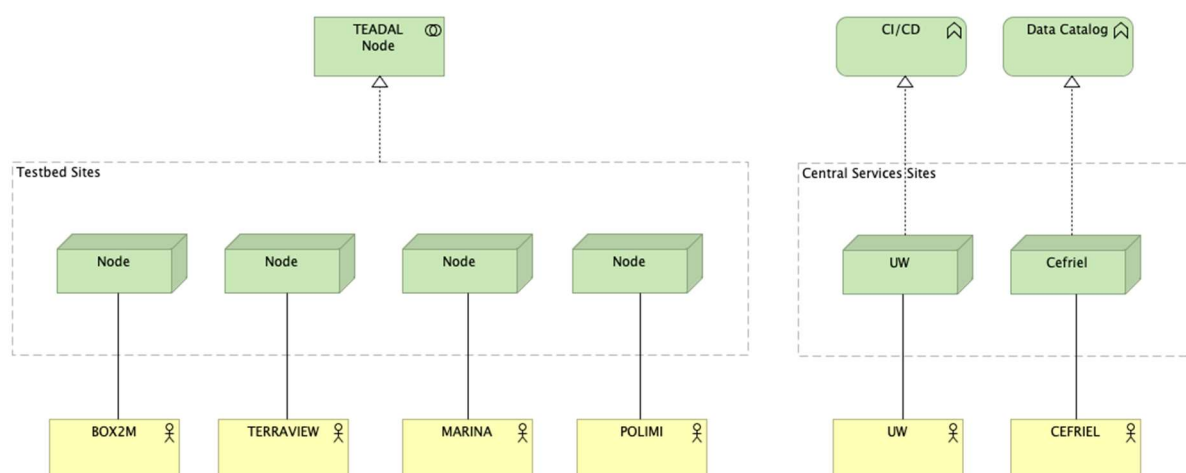 TEADAL
Node
CI/CD
Data Catalog
Testbed Sites
Central Services Sites
Node
Node
Node
Node
UW
Cefriel
BOX2M
TERRAVIEW
MARINA
POLIMI
UW
CEFRIEL